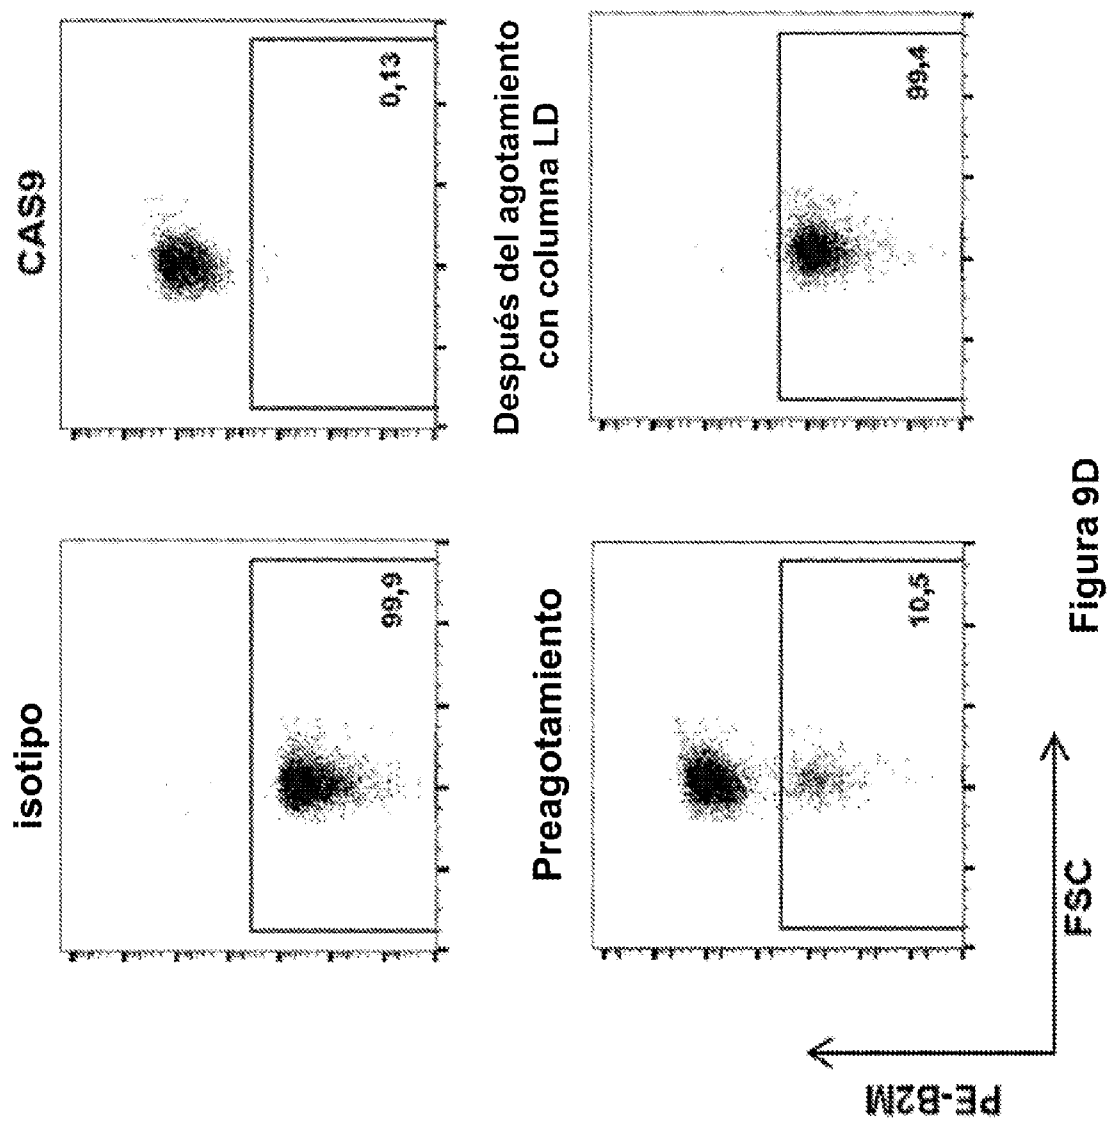 isotipo
99,9
CAS9
0,13
Preagotamiento
10,5
Después del agotamiento
con columna LD
99,4
PE-B2M
FSC
Figura 9D